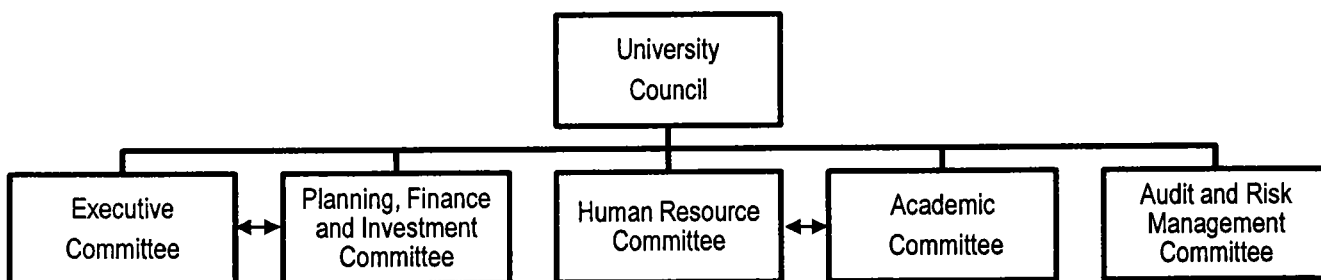 University
Council
Executive
Committee
Planning, Finance
and Investment
Committee
Human Resource
Committee
Academic
Committee
Audit and Risk
Management
Committee